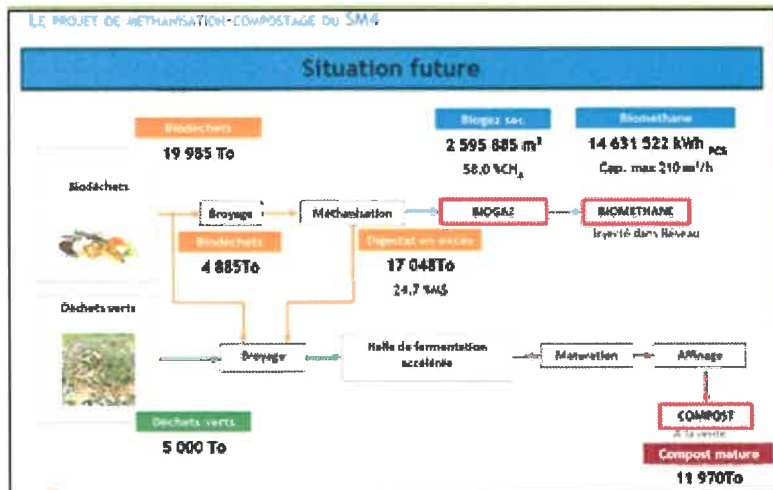 LE PROJET DE METHANISATION-COMPOSTAGE DU SM4
Situation future
Biodéchets
19 985 To
Biogaz sec
2 595 885 m³
58.0 %CH₄
Biomethane
14 631 522 kWh PCS
Cap. max 210 m³/h
Biodéchets
Broyage
Méthanisation
BIOGAZ
BIOMETHANE
Injecté dans Réseau
Biodéchets
4 885To
Digestat en excès
17 048To
24,7 %MS
Déchets verts
Broyage
Halle de fermentation
accélérée
Maturation
Affinage
COMPOST
A la vente
Déchets verts
5 000 To
Compost mature
11 970To